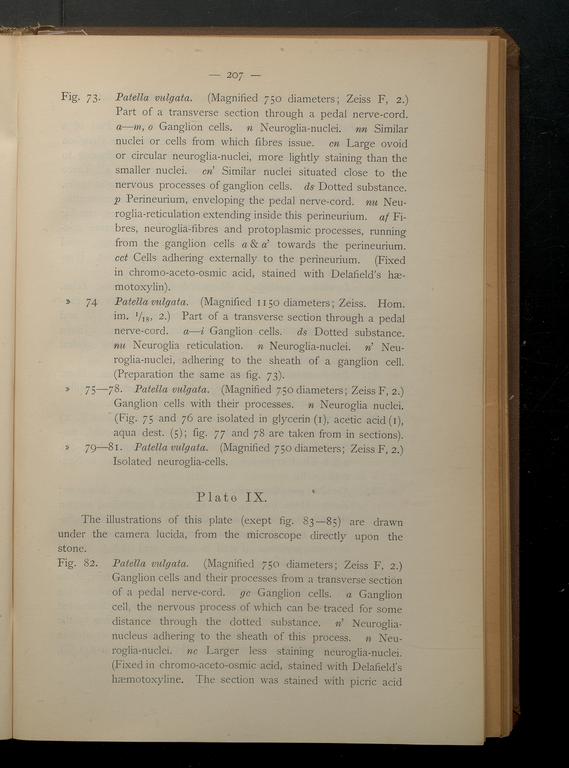 — 207 —
Fig. 73. Patella vulgata. (Magnified 750 diameters; Zeiss F, 2.)
Part of a transverse section through a pedal nerve-cord.
a—m, o Ganglion cells. n Neuroglia-nuclei. nn Similar
nuclei or cells from which fibres issue. cn Large ovoid
or circular neuroglia-nuclei, more lightly staining than the
smaller nuclei. cn' Similar nuclei situated close to the
nervous processes of ganglion cells. ds Dotted substance.
p Perineurium, enveloping the pedal nerve-cord. nu Neu-
roglia-reticulation extending inside this perineurium. af Fi-
bres, neuroglia-fibres and protoplasmic processes, running
from the ganglion cells a & a' towards the perineurium.
cct Cells adhering externally to the perineurium. (Fixed
in chromo-aceto-osmic acid, stained with Delafield's hæ-
motoxylin).
» 74 Patella vulgata. (Magnified 1150 diameters; Zeiss. Hom.
im. 1/18, 2.) Part of a transverse section through a pedal
nerve-cord. a—i Ganglion cells. ds Dotted substance.
nu Neuroglia reticulation. n Neuroglia-nuclei. n' Neu-
roglia-nuclei, adhering to the sheath of a ganglion cell.
(Preparation the same as fig. 73).
» 75—78. Patella vulgata. (Magnified 750 diameters; Zeiss F, 2.)
Ganglion cells with their processes. n Neuroglia nuclei.
(Fig. 75 and 76 are isolated in glycerin (1), acetic acid (1),
aqua dest. (5); fig. 77 and 78 are taken from in sections).
» 79—81. Patella vulgata. (Magnified 750 diameters; Zeiss F, 2.)
Isolated neuroglia-cells.
Plate IX.
The illustrations of this plate (exept fig. 83—85) are drawn
under the camera lucida, from the microscope directly upon the
stone.
Fig. 82. Patella vulgata. (Magnified 750 diameters; Zeiss F, 2.)
Ganglion cells and their processes from a transverse section
of a pedal nerve-cord. gc Ganglion cells. a Ganglion
cell, the nervous process of which can be traced for some
distance through the dotted substance. n' Neuroglia-
nucleus adhering to the sheath of this process. n Neu-
roglia-nuclei. nc Larger less staining neuroglia-nuclei.
(Fixed in chromo-aceto-osmic acid, stained with Delafield's
hæmotoxyline. The section was stained with picric acid